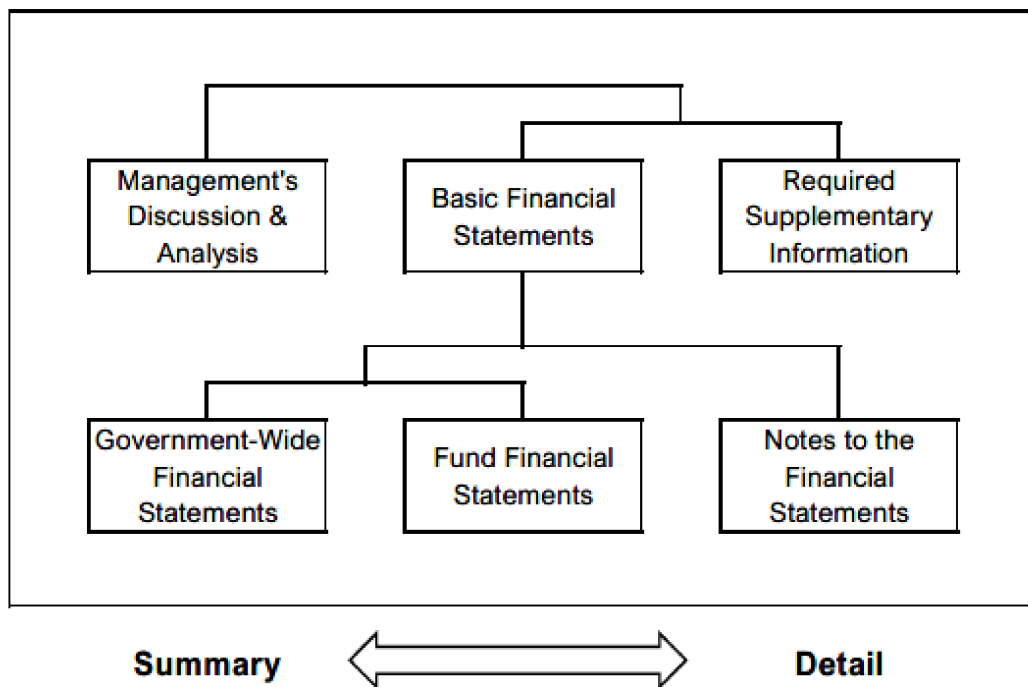 Management's
Discussion &
Analysis
Basic Financial
Statements
Required
Supplementary
Information
Government-Wide
Financial
Statements
Fund Financial
Statements
Notes to the
Financial
Statements
Summary
Detail